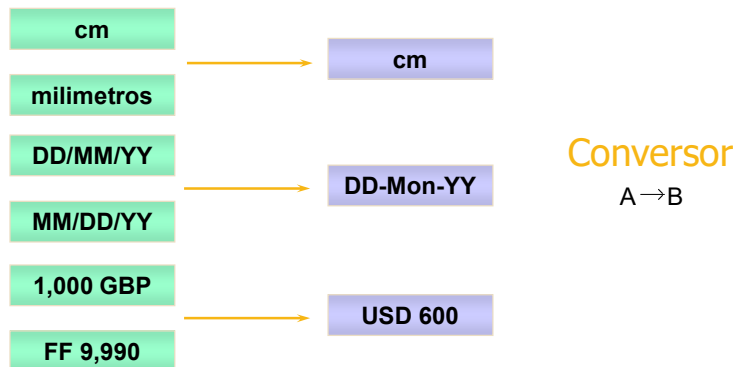 cm
milimetros
cm
DD/MM/YY
MM/DD/YY
DD-Mon-YY
1,000 GBP
FF 9,990
USD 600
Conversor
A→B